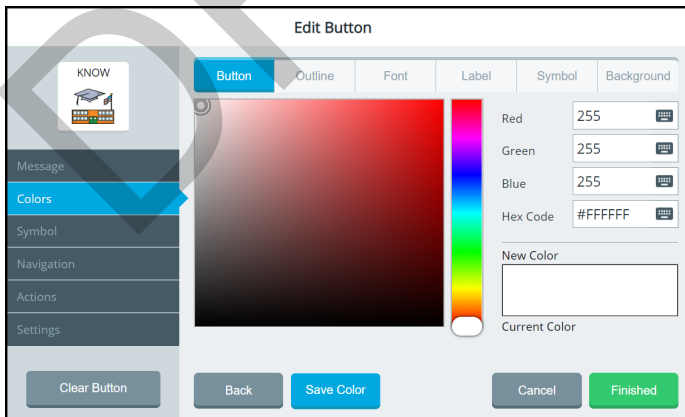 Edit Button
KNOW
Message
Colors
Symbol
Navigation
Actions
Settings
Clear Button
Button Outline Font Label Symbol Background
Red 255
Green 255
Blue 255
Hex Code #FFFFFF
New Color
Current Color
Back Save Color Cancel Finished